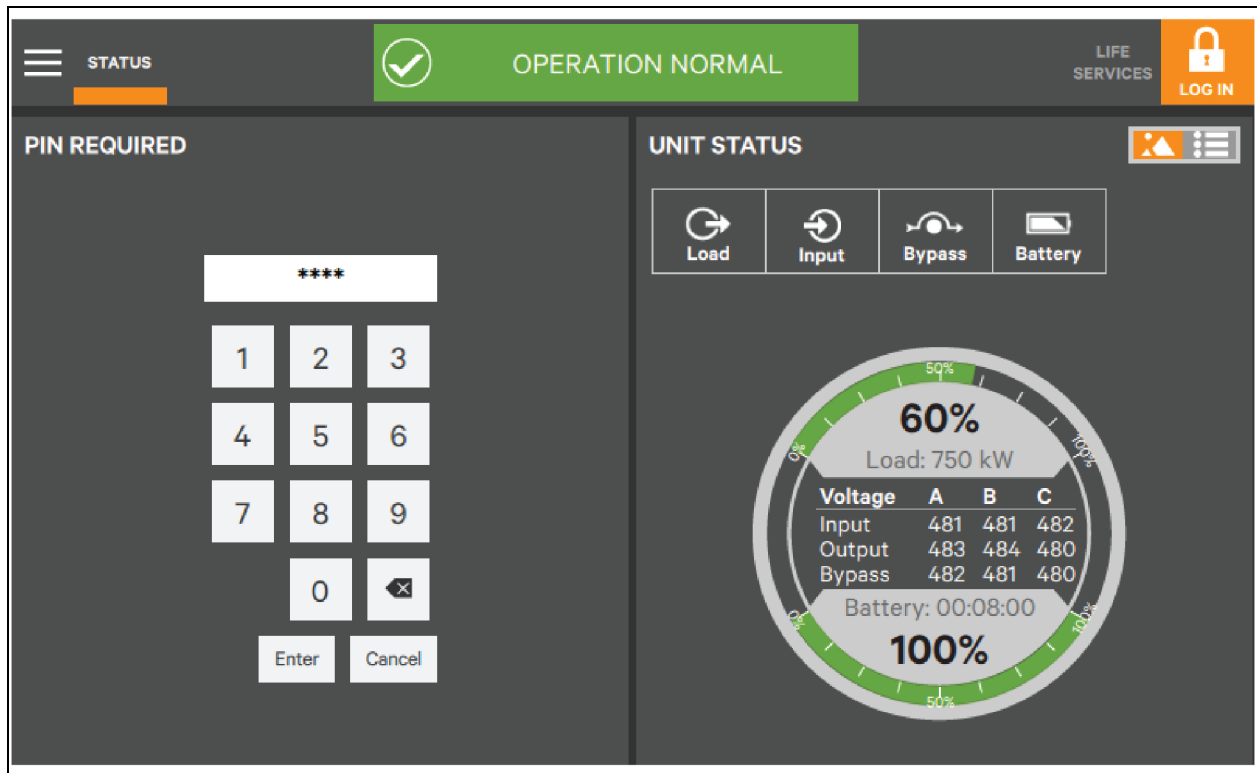 STATUS
OPERATION NORMAL
LIFE
SERVICES
LOG IN
PIN REQUIRED
****
1 2 3
4 5 6
7 8 9
0
Enter Cancel
UNIT STATUS
Load Input Bypass Battery
50%
0% 100%
60%
Load: 750 kW
Voltage A B C
Input 481 481 482
Output 483 484 480
Bypass 482 481 480
Battery: 00:08:00
0% 100%
100%
50%